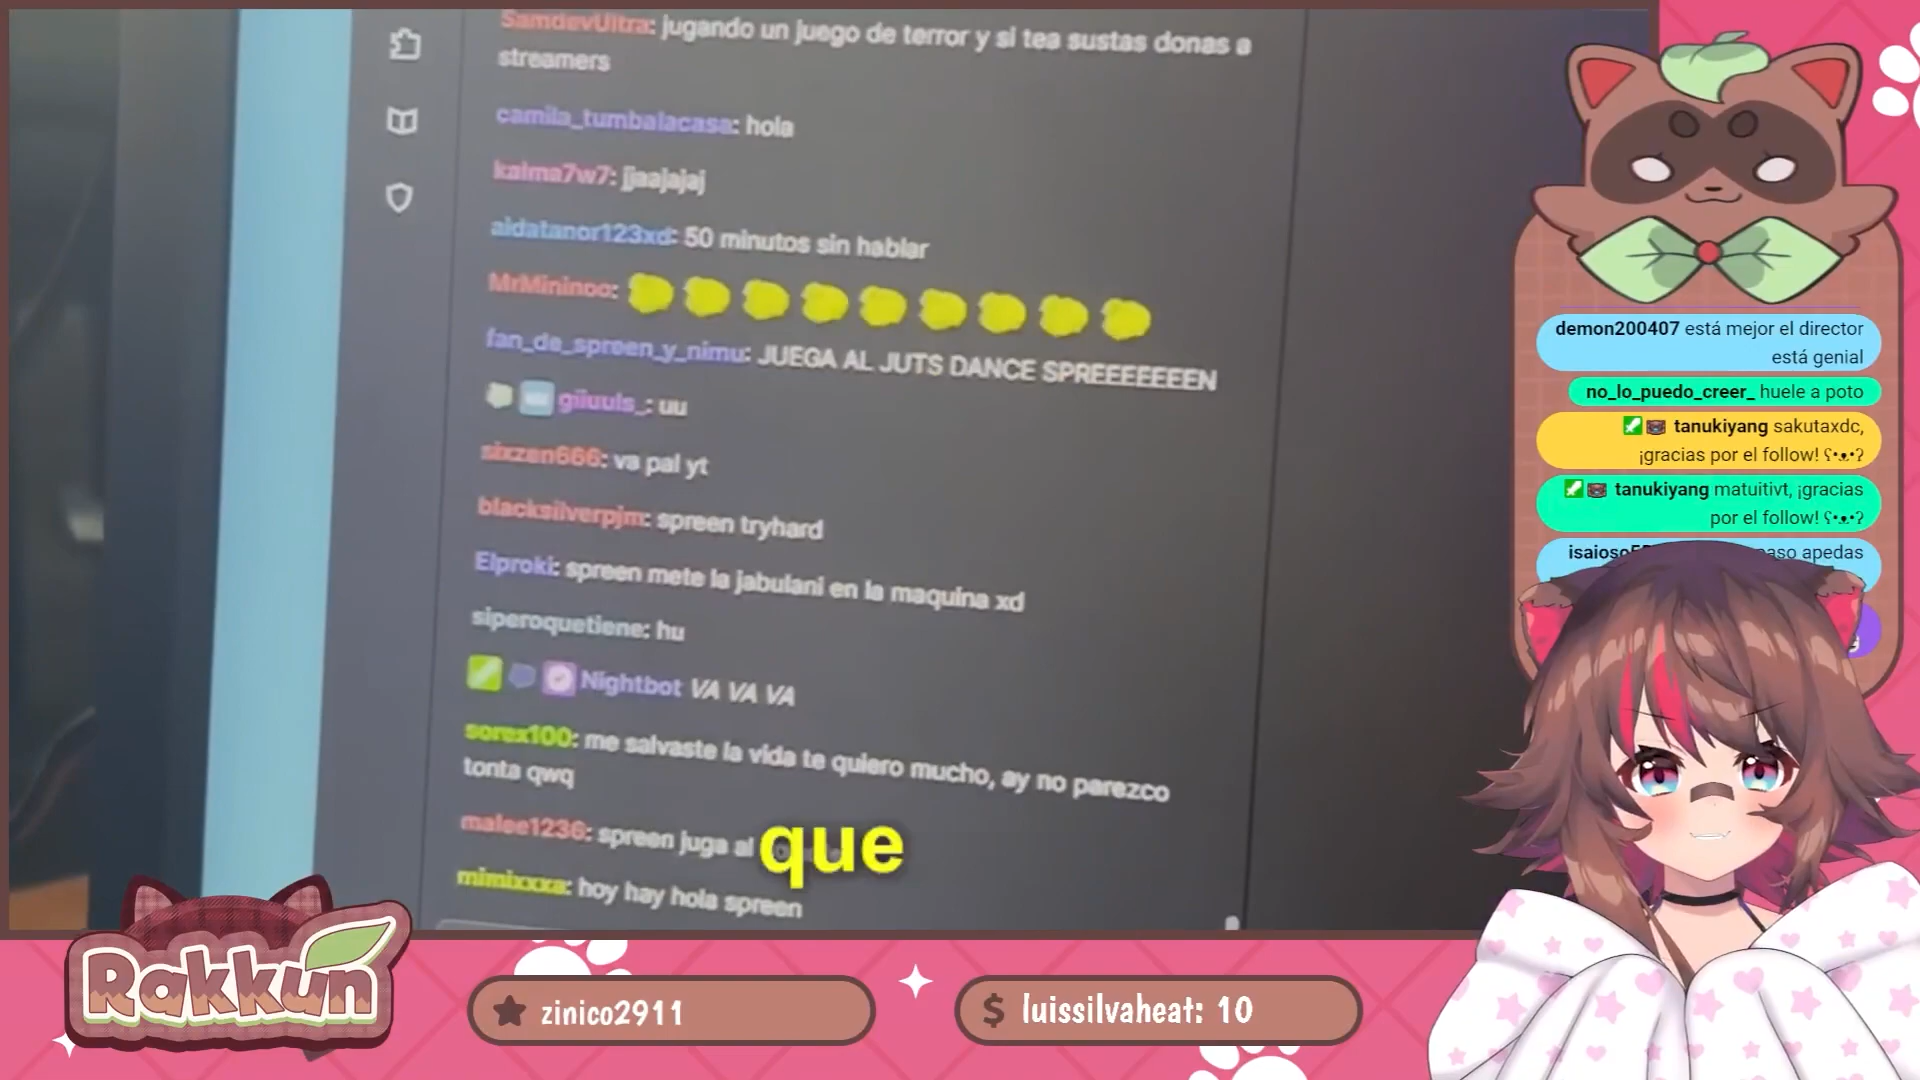 SamdevUltra: jugando un juego de terror y si tea sustas donas a
streamers
camila_tumbalacasa: hola
kalma7w7: jjaajajaj
aldatanor123xd: 50 minutos sin hablar
MrMininoo:
fan_de_spreen_y_nimu: JUEGA AL JUTS DANCE SPREEEEEEEN
giiuuls_: uu
sixzen666: va pal yt
blacksilverpjm: spreen tryhard
Elproki: spreen mete la jabulani en la maquina xd
siperoquetiene: hu
Nightbot VA VA VA
sorex100: me salvaste la vida te quiero mucho, ay no parezco
tonta qwq
malee1236: spreen juga al
que
mimixxxa: hoy hay hola spreen
demon200407 está mejor el director
está genial
no_lo_puedo_creer_ huele a poto
tanukiyang sakutaxdc,
¡gracias por el follow! ʕ•ᴥ•ʔ
tanukiyang matuitivt, ¡gracias
por el follow! ʕ•ᴥ•ʔ
apedas
Rakkun
zinico2911
luissilvaheat: 10